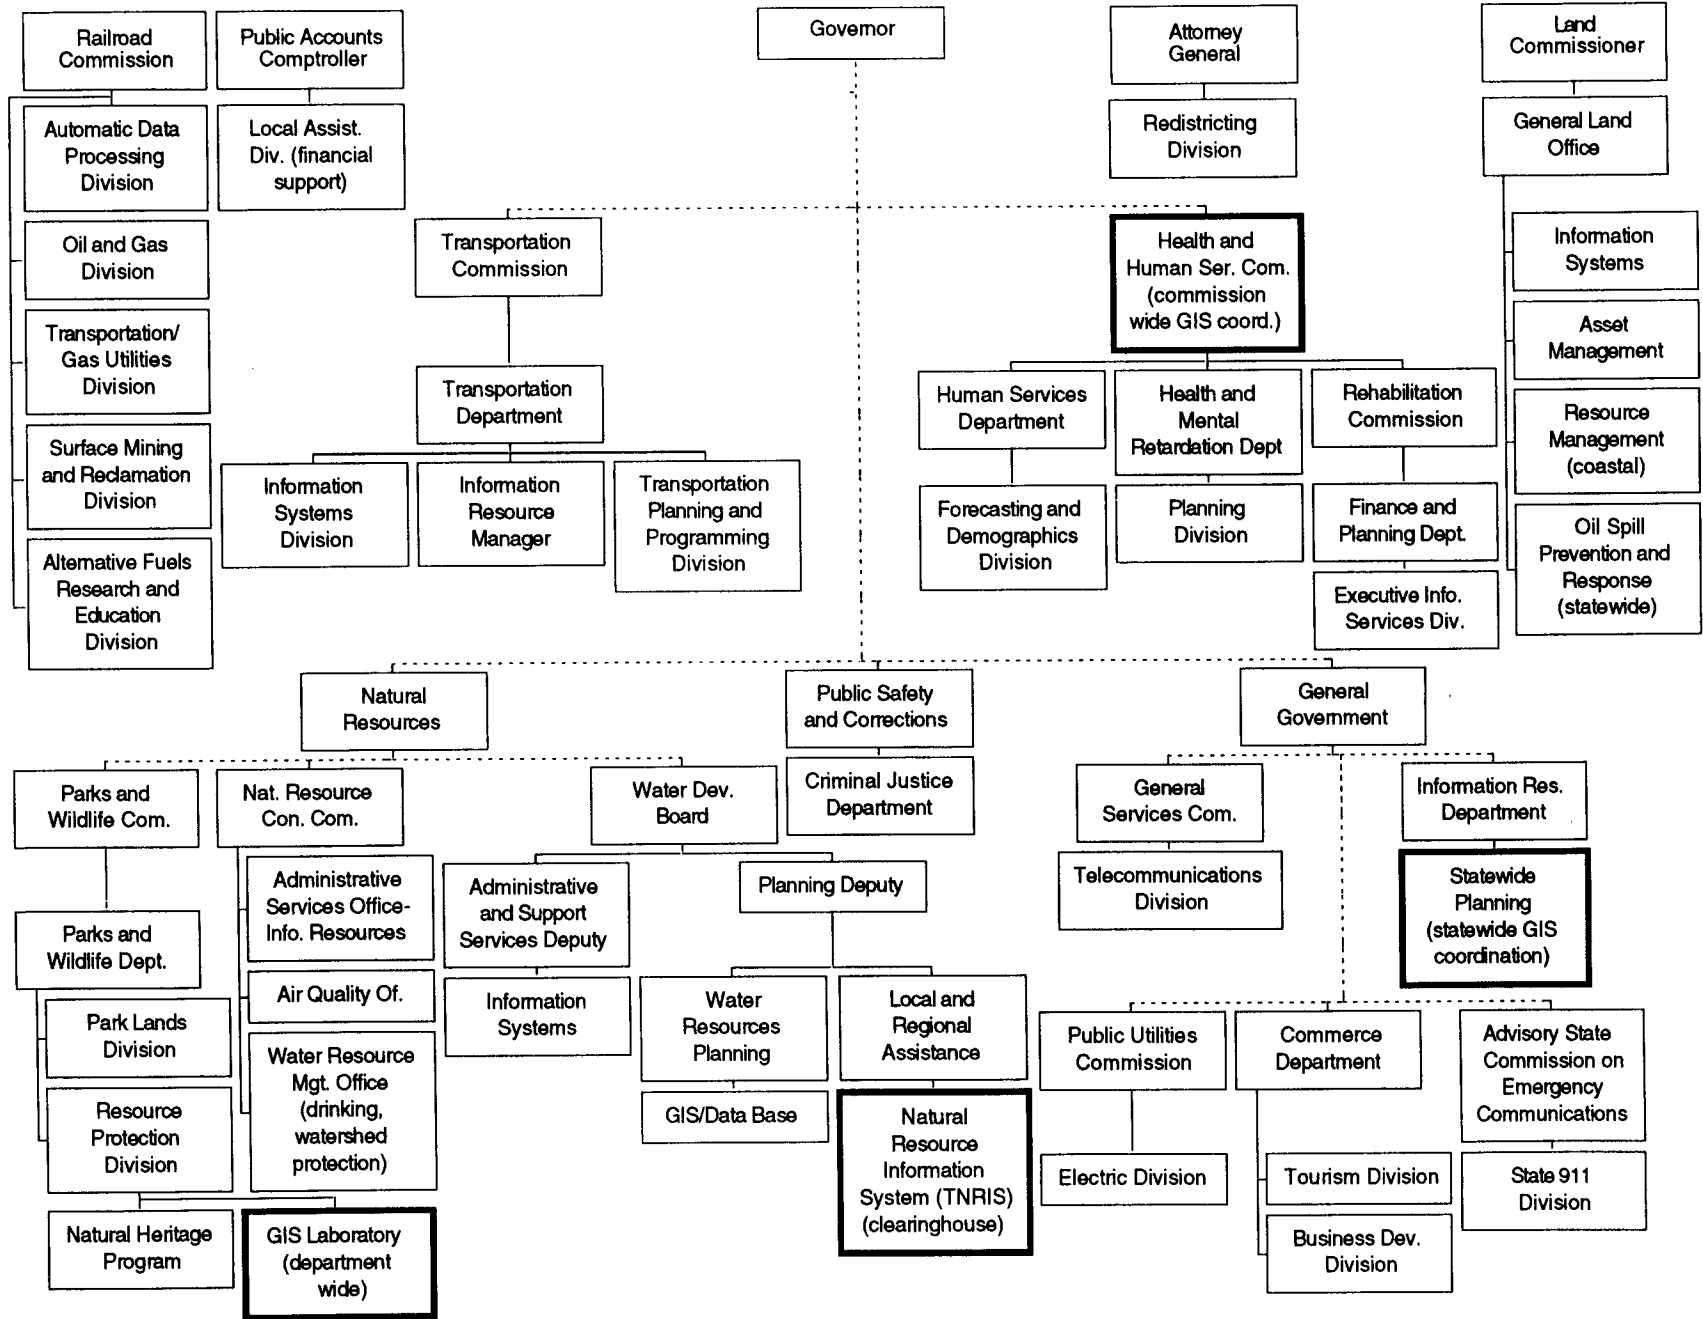 Railroad
Commission
Public Accounts
Comptroller
Governor
Attorney
General
Land
Commissioner
Automatic Data
Processing
Division
Local Assist.
Div. (financial
support)
Redistricting
Division
General Land
Office
Oil and Gas
Division
Transportation/
Gas Utilities
Division
Surface Mining
and Reclamation
Division
Alternative Fuels
Research and
Education
Division
Transportation
Commission
Transportation
Department
Information
Systems
Division
Information
Resource
Manager
Transportation
Planning and
Programming
Division
Health and
Human Ser. Com.
(commission
wide GIS coord.)
Human Services
Department
Health and
Mental
Retardation Dept
Rehabilitation
Commission
Forecasting and
Demographics
Division
Planning
Division
Finance and
Planning Dept.
Executive Info.
Services Div.
Information
Systems
Asset
Management
Resource
Management
(coastal)
Oil Spill
Prevention and
Response
(statewide)
Natural
Resources
Public Safety
and Corrections
General
Government
Parks and
Wildlife Com.
Nat. Resource
Con. Com.
Water Dev.
Board
Criminal Justice
Department
General
Services Com.
Information Res.
Department
Parks and
Wildlife Dept.
Park Lands
Division
Resource
Protection
Division
Natural Heritage
Program
GIS Laboratory
(department
wide)
Administrative
Services Office-
Info. Resources
Air Quality Of.
Water Resource
Mgt. Office
(drinking,
watershed
protection)
Administrative
and Support
Services Deputy
Information
Systems
Planning Deputy
Water
Resources
Planning
GIS/Data Base
Local and
Regional
Assistance
Natural
Resource
Information
System (TNRIS)
(clearinghouse)
Telecommunications
Division
Statewide
Planning
(statewide GIS
coordination)
Public Utilities
Commission
Electric Division
Commerce
Department
Tourism Division
Business Dev.
Division
Advisory State
Commission on
Emergency
Communications
State 911
Division